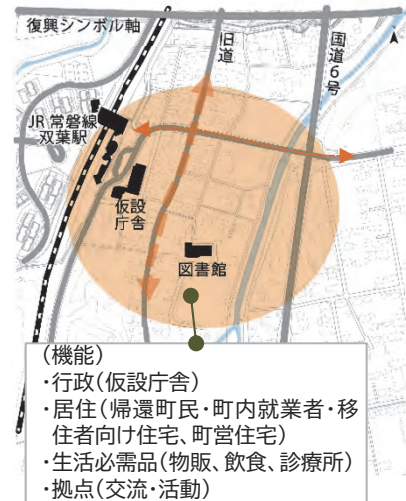 復興シンボル軸
旧道
国道6号
JR常磐線
双葉駅
仮設
庁舎
図書館
(機能)
・行政(仮設庁舎)
・居住(帰還町民・町内就業者・移
住者向け住宅、町営住宅)
・生活必需品(物販、飲食、診療所)
・拠点(交流・活動)